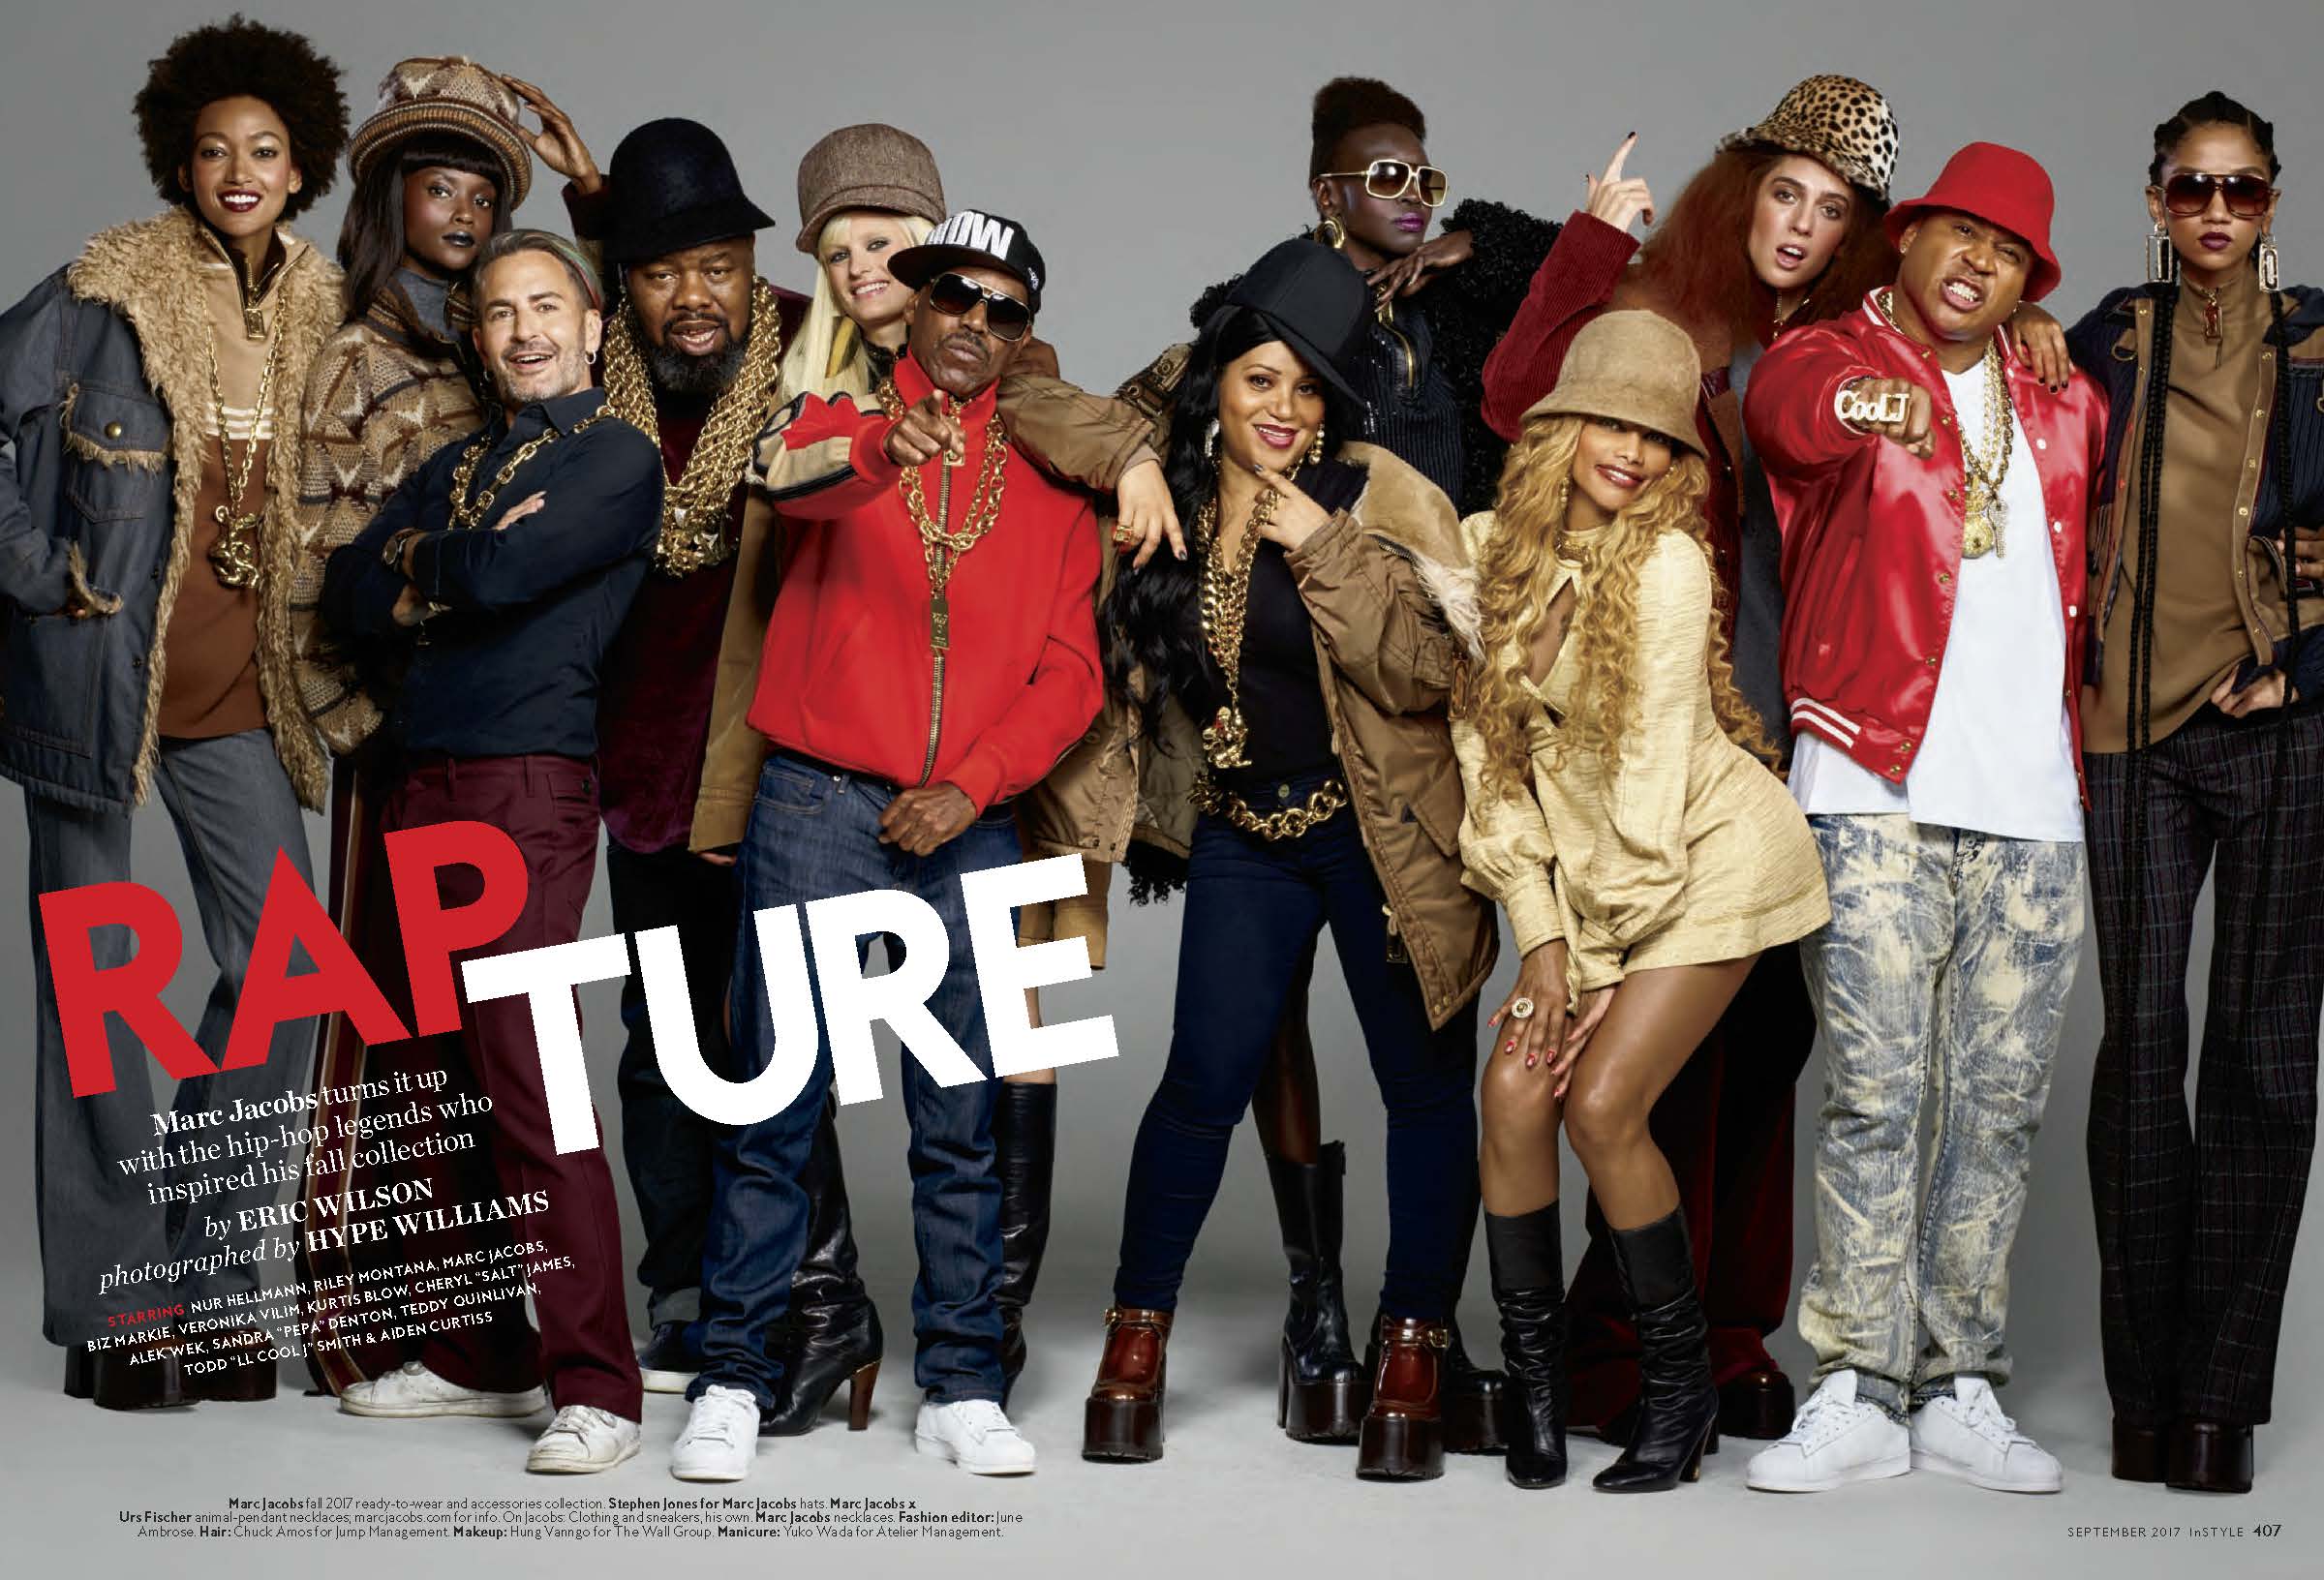 RAP
TURE
Marc Jacobs turns it up
with the hip-hop legends who
inspired his fall collection
by ERIC WILSON
photographed by HYPE WILLIAMS
STARRING NUR HELLMANN, RILEY MONTANA, MARC JACOBS,
BIZ MARKIE, VERONIKA VILIM, KURTIS BLOW, CHERYL "SALT" JAMES,
ALEK WEK, SANDRA "PEPA" DENTON, TEDDY QUINLIVAN,
TODD "LL COOL J" SMITH & AIDEN CURTISS
CooLJ
Marc Jacobs fall 2017 ready-to-wear and accessories collection. Stephen Jones for Marc Jacobs hats. Marc Jacobs x
Urs Fischer animal-pendant necklaces; marcjacobs.com for info. On Jacobs: Clothing and sneakers, his own. Marc Jacobs necklaces. Fashion editor: June
Ambrose. Hair: Chuck Amos for Jump Management. Makeup: Hung Vanngo for The Wall Group. Manicure: Yuko Wada for Atelier Management.
SEPTEMBER 2017 InSTYLE 407